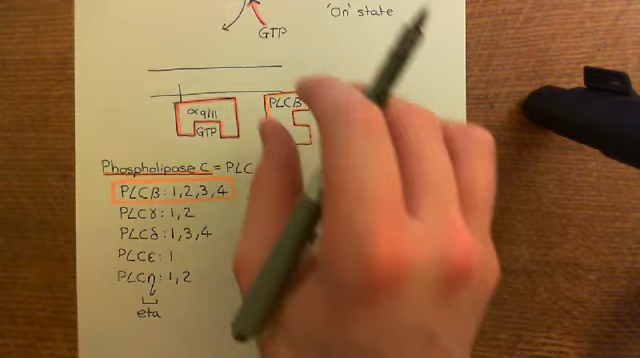 'On' state
GTP
αq/11
GTP
PLCβ
Phospholipase C = PLC
PLCβ: 1, 2, 3, 4
PLCγ: 1, 2
PLCδ: 1, 3, 4
PLCε: 1
PLCη: 1, 2
eta